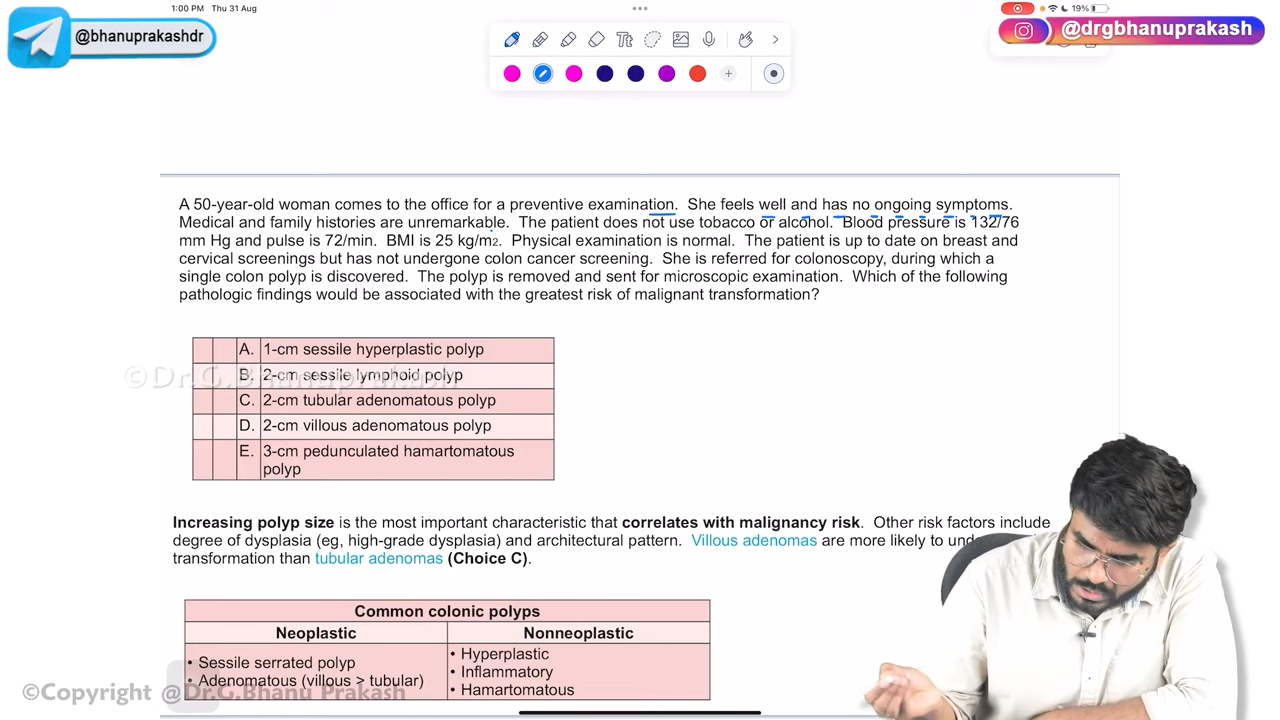 1:00 PM Thu 31 Aug
19%
@bhanuprakashdr
@drgbhanuprakash
A 50-year-old woman comes to the office for a preventive examination. She feels well and has no ongoing symptoms.
Medical and family histories are unremarkable. The patient does not use tobacco or alcohol. Blood pressure is 132/76
mm Hg and pulse is 72/min. BMI is 25 kg/m2. Physical examination is normal. The patient is up to date on breast and
cervical screenings but has not undergone colon cancer screening. She is referred for colonoscopy, during which a
single colon polyp is discovered. The polyp is removed and sent for microscopic examination. Which of the following
pathologic findings would be associated with the greatest risk of malignant transformation?
A. 1-cm sessile hyperplastic polyp
©Dr.G.Bhanuprakash
B. 2-cm sessile lymphoid polyp
C. 2-cm tubular adenomatous polyp
D. 2-cm villous adenomatous polyp
E. 3-cm pedunculated hamartomatous
polyp
Increasing polyp size is the most important characteristic that correlates with malignancy risk. Other risk factors include
degree of dysplasia (eg, high-grade dysplasia) and architectural pattern. Villous adenomas are more likely to
transformation than tubular adenomas (Choice C).
Common colonic polyps
Neoplastic Nonneoplastic
• Sessile serrated polyp
• Adenomatous (villous > tubular)
• Hyperplastic
• Inflammatory
• Hamartomatous
©Copyright @Dr.G.Bhanu Prakash